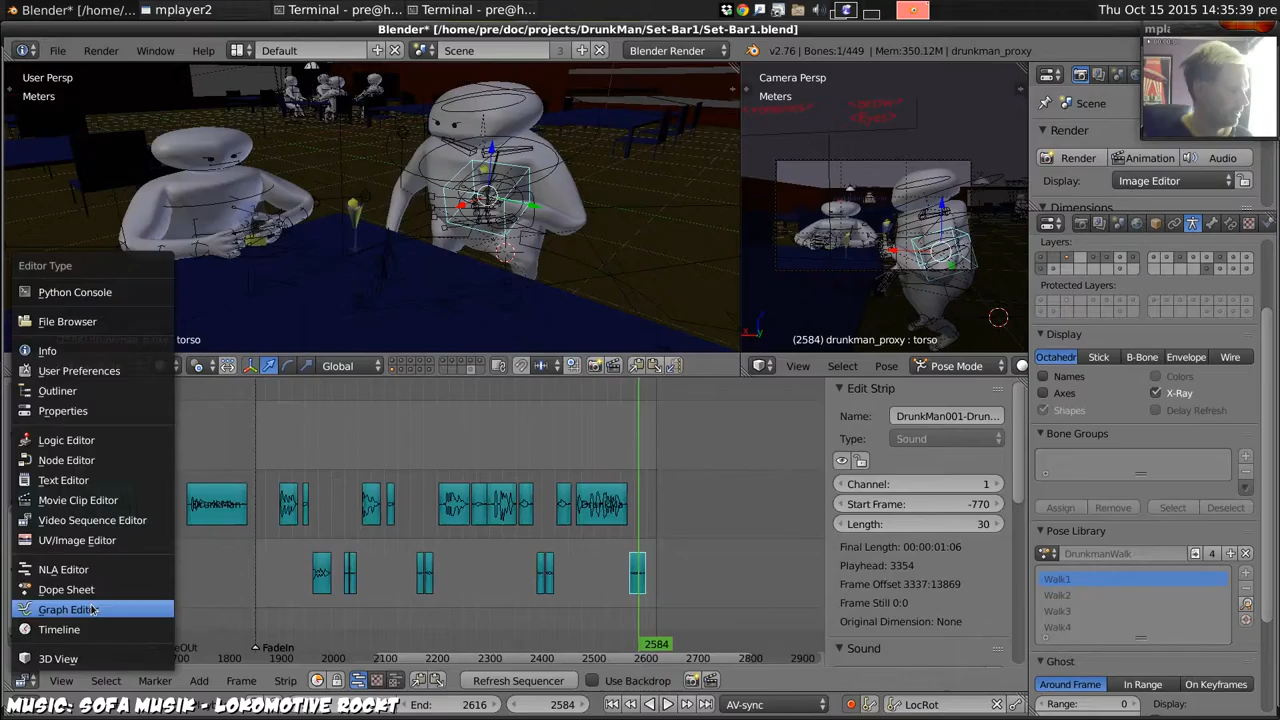 Blender* [/home/pre/doc/projects/...
mplayer2
Terminal - pre@h...
Terminal - pre@h...
Thu Oct 15 2015 14:35:39 pre
Blender* [/home/pre/doc/projects/DrunkMan/Set-Bar1/Set-Bar1.blend]
mpla
File
Render
Window
Help
Default
Scene
3
Blender Render
v2.76 | Bones:1/449 | Mem:350.12M | drunkman_proxy
User Persp
Meters
Camera Persp
Meters
Scene
Render
Render
Animation
Audio
Display:
Image Editor
Dimensions
Layers:
Protected Layers:
Display
Octahedr
Stick
B-Bone
Envelope
Wire
Names
Colors
Axes
X-Ray
Shapes
Delay Refresh
Bone Groups
Assign
Remove
Select
Deselect
Pose Library
DrunkmanWalk
4
Walk1
Walk2
Walk3
Walk4
Ghost
Around Frame
In Range
On Keyframes
Range:
0
Display:
torso
(2584) drunkman_proxy : torso
Global
View
Select
Pose
Pose Mode
Editor Type
Python Console
File Browser
Info
User Preferences
Outliner
Properties
Logic Editor
Node Editor
Text Editor
Movie Clip Editor
Video Sequence Editor
UV/Image Editor
NLA Editor
Dope Sheet
Graph Editor
Timeline
3D View
Edit Strip
Name:
DrunkMan001-Drun...
Type:
Sound
Channel:
1
Start Frame:
-770
Length:
30
Final Length: 00:00:01:06
Playhead: 3354
Frame Offset 3337:13869
Frame Still 0:0
Original Dimension: None
Sound
2584
FadeIn
1800
1900
2000
2100
2200
2300
2400
2500
2600
2700
2800
2900
View
Select
Marker
Add
Frame
Strip
Refresh Sequencer
Use Backdrop
MUSIC: SOFA MUSIK - LOKOMOTIVE ROCKT
2616
2584
AV-sync
LocRot